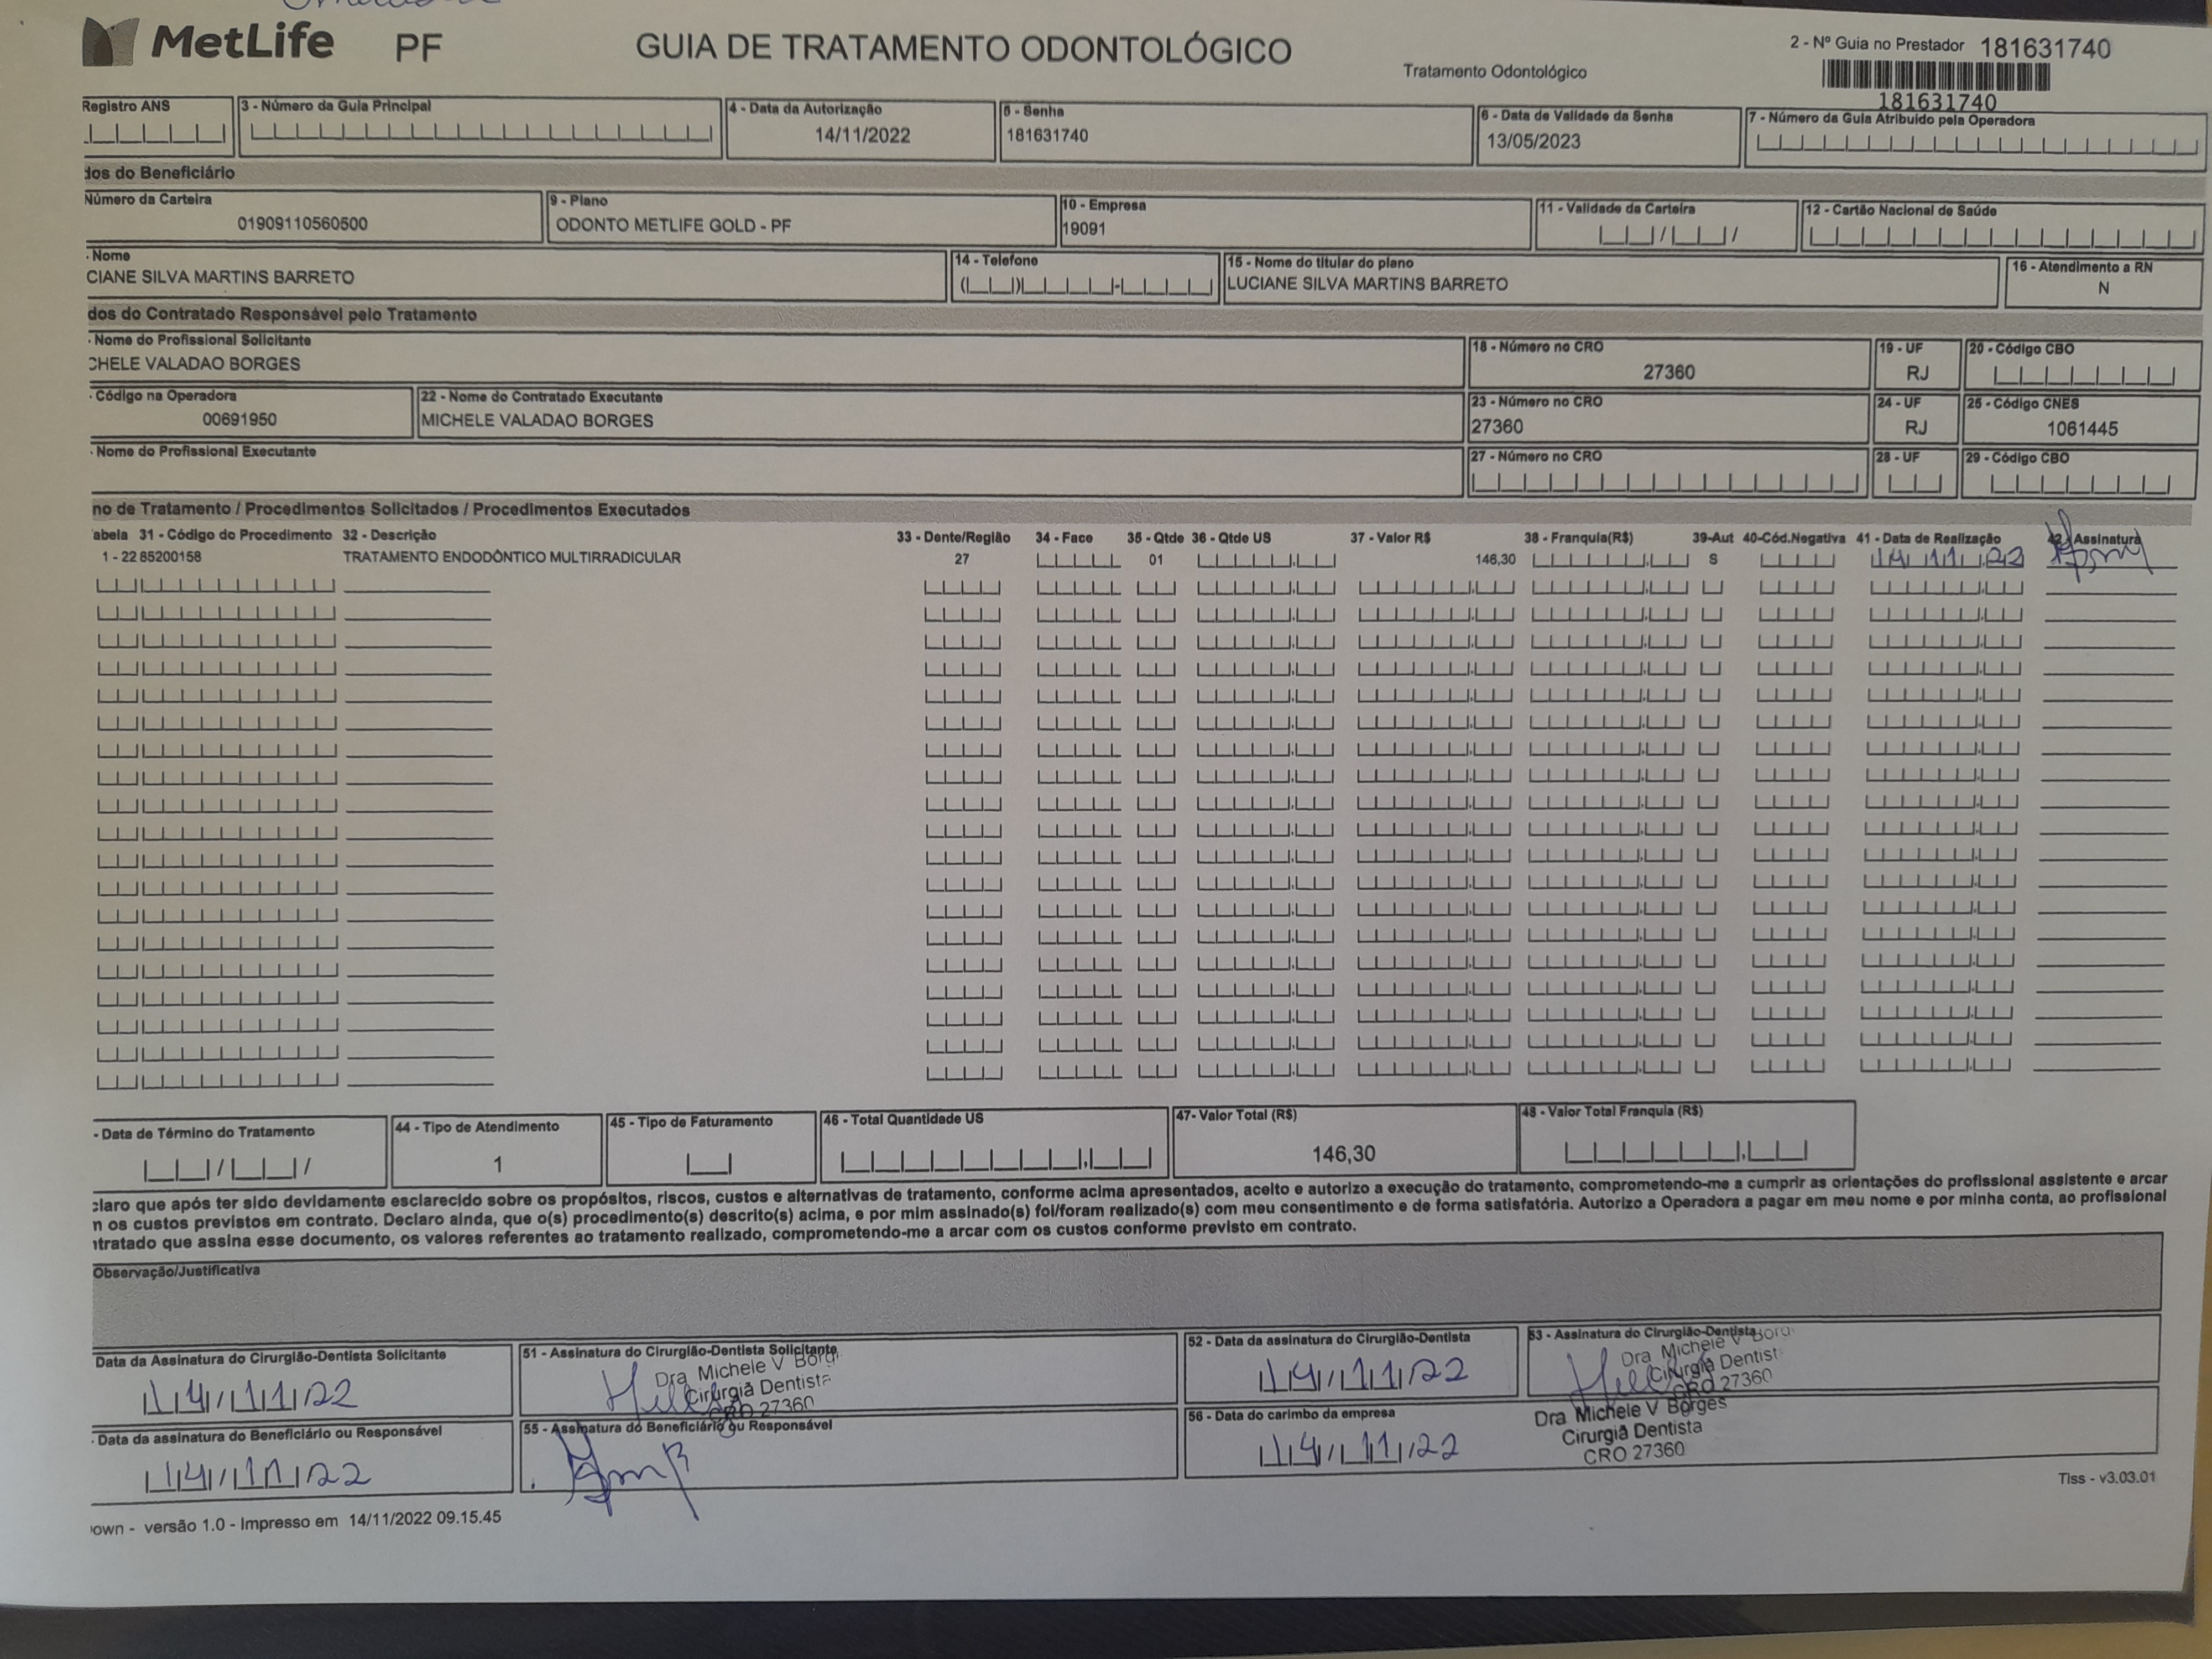 MetLife PF GUIA DE TRATAMENTO ODONTOLÓGICO Tratamento Odontológico 2 - Nº Guia no Prestador 181631740
181631740
Registro ANS 3 - Número da Guia Principal 4 - Data da Autorização 5 - Senha 6 - Data de Validade da Senha 7 - Número da Guia Atribuído pela Operadora
14/11/2022 181631740 13/05/2023
dos do Beneficiário
Número da Carteira 9 - Plano 10 - Empresa 11 - Validade da Carteira 12 - Cartão Nacional de Saúde
01909110560500 ODONTO METLIFE GOLD - PF 19091
- Nome 14 - Telefone 15 - Nome do titular do plano 16 - Atendimento a RN
CIANE SILVA MARTINS BARRETO LUCIANE SILVA MARTINS BARRETO N
dos do Contratado Responsável pelo Tratamento
- Nome do Profissional Solicitante 18 - Número no CRO 19 - UF 20 - Código CBO
CHELE VALADAO BORGES 27360 RJ
- Código na Operadora 22 - Nome do Contratado Executante 23 - Número no CRO 24 - UF 25 - Código CNES
00691950 MICHELE VALADAO BORGES 27360 RJ 1061445
- Nome do Profissional Executante 27 - Número no CRO 28 - UF 29 - Código CBO
no de Tratamento / Procedimentos Solicitados / Procedimentos Executados
abela 31 - Código do Procedimento 32 - Descrição 33 - Dente/Região 34 - Face 35 - Qtde 36 - Qtde US 37 - Valor R$ 38 - Franquia(R$) 39-Aut 40-Cód.Negativa 41 - Data de Realização 42 - Assinatura
1 - 22 85200158 TRATAMENTO ENDODÔNTICO MULTIRRADICULAR 27 01 146,30 S 14 11 22
- Data de Término do Tratamento 44 - Tipo de Atendimento 45 - Tipo de Faturamento 46 - Total Quantidade US 47- Valor Total (R$) 48 - Valor Total Franquia (R$)
1 146,30
claro que após ter sido devidamente esclarecido sobre os propósitos, riscos, custos e alternativas de tratamento, conforme acima apresentados, aceito e autorizo a execução do tratamento, comprometendo-me a cumprir as orientações do profissional assistente e arcar
n os custos previstos em contrato. Declaro ainda, que o(s) procedimento(s) descrito(s) acima, e por mim assinado(s) foi/foram realizado(s) com meu consentimento e de forma satisfatória. Autorizo a Operadora a pagar em meu nome e por minha conta, ao profissional
ntratado que assina esse documento, os valores referentes ao tratamento realizado, comprometendo-me a arcar com os custos conforme previsto em contrato.
Observação/Justificativa
Data da Assinatura do Cirurgião-Dentista Solicitante 51 - Assinatura do Cirurgião-Dentista Solicitante 52 - Data da assinatura do Cirurgião-Dentista 53 - Assinatura do Cirurgião-Dentista
14/11/22 14/11/22
Dra Michele V Borg
Cirurgiã Dentista
CRO 27360
Dra Michele V Borg
Cirurgiã Dentist
CRO 27360
- Data da assinatura do Beneficiário ou Responsável 55 - Assinatura do Beneficiário ou Responsável 56 - Data do carimbo da empresa
14/11/22 14/11/22
Dra Michele V Borges
Cirurgiã Dentista
CRO 27360
own - versão 1.0 - Impresso em 14/11/2022 09.15.45 Tiss - v3.03.01